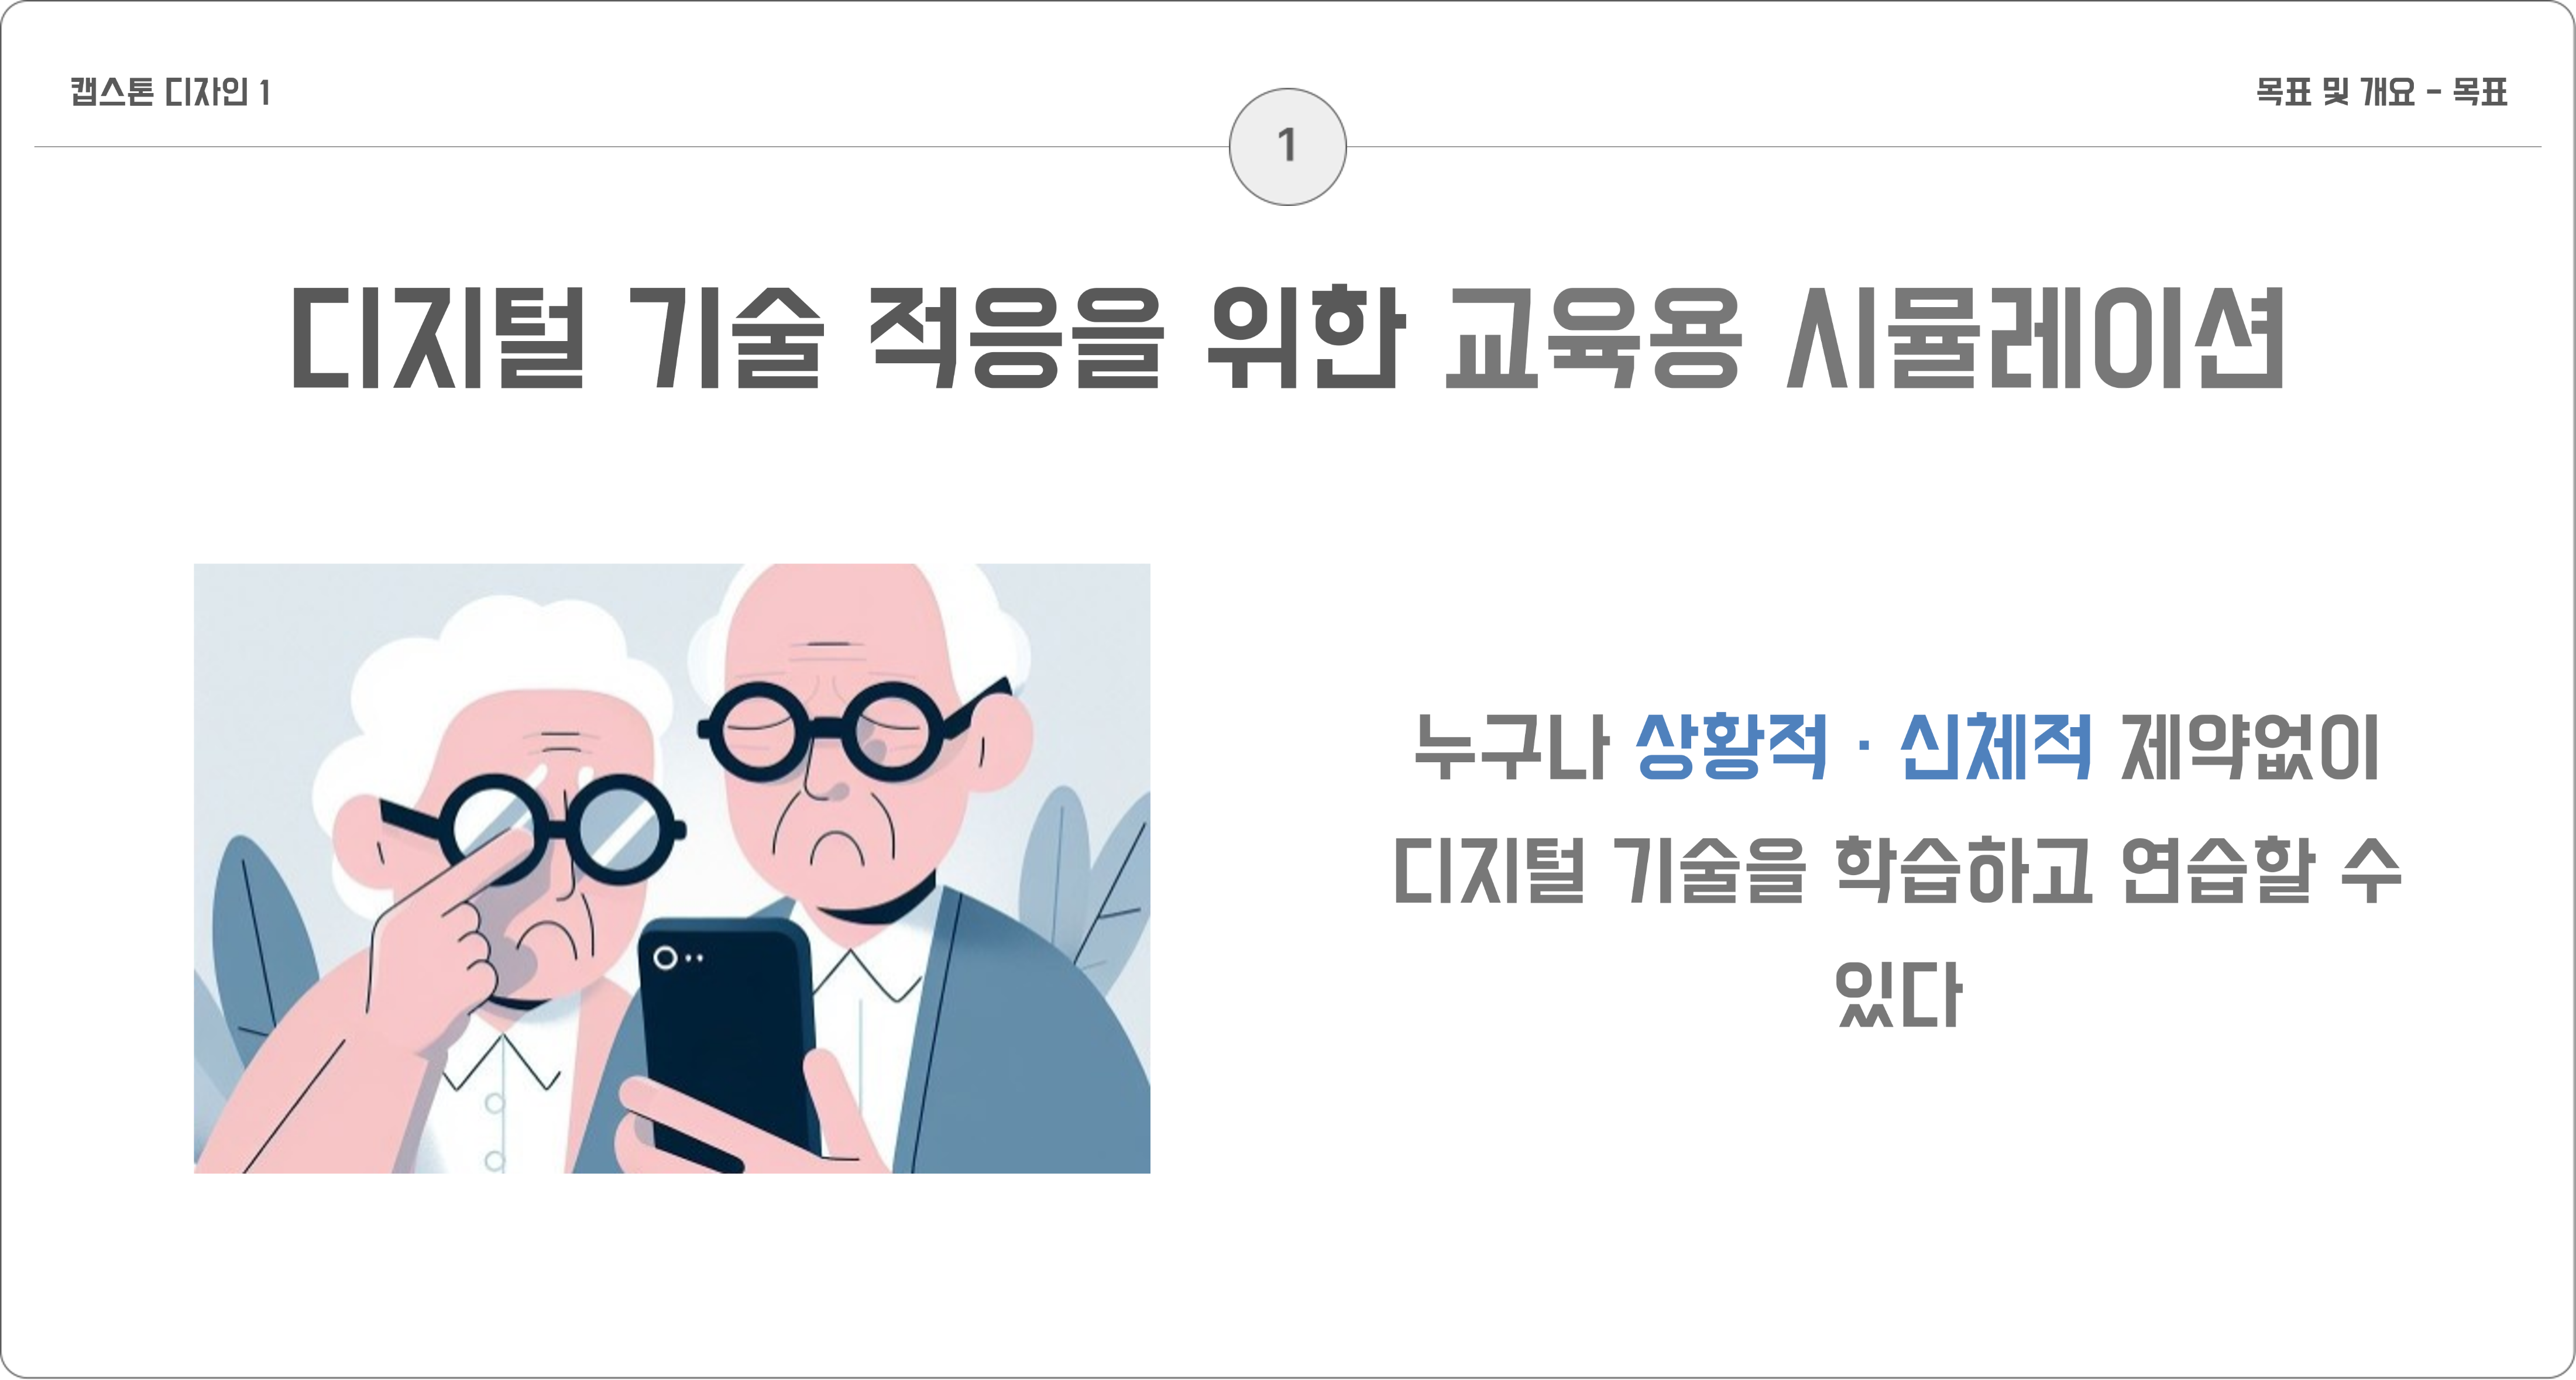 캡스톤 디자인 1
목표 및 개요 - 목표
1
디지털 기술 적응을 위한 교육용 시뮬레이션
누구나 상황적 · 신체적 제약없이
디지털 기술을 학습하고 연습할 수
있다